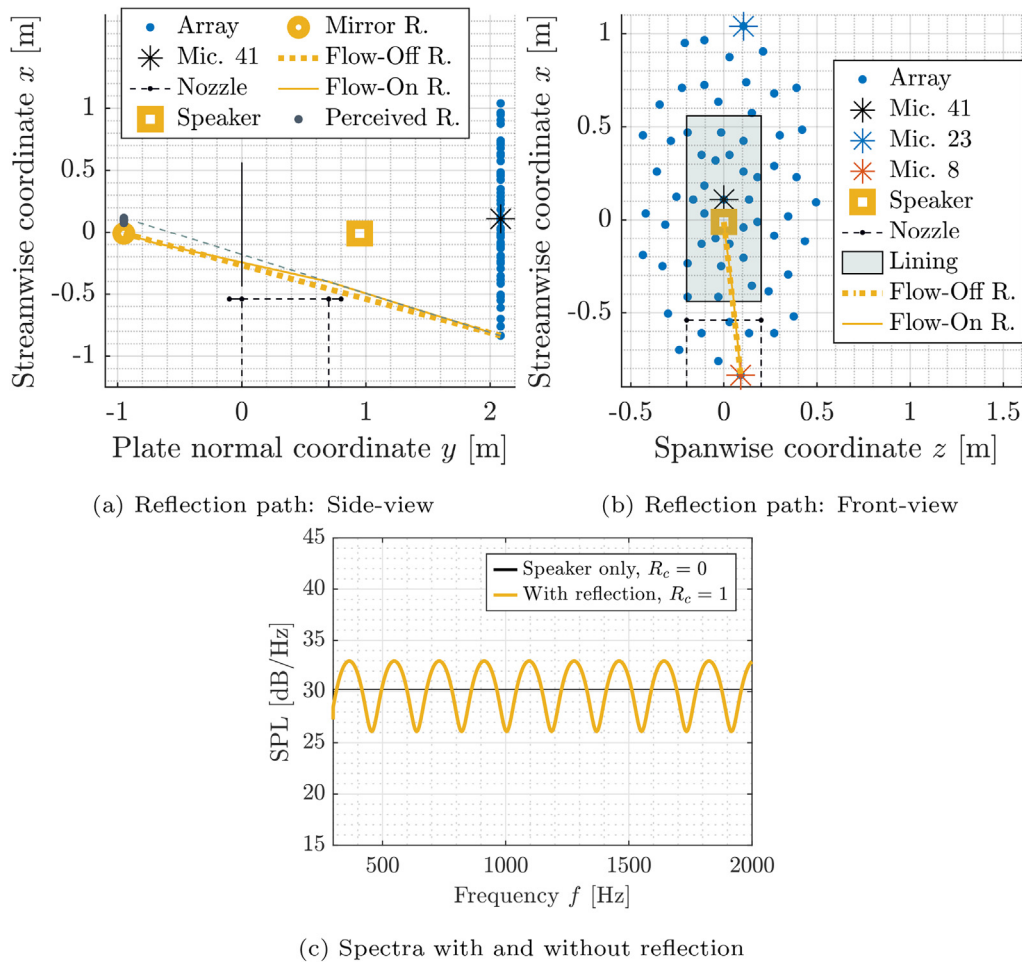 Array
Mirror R.
Mic. 41
Flow-Off R.
Nozzle
Flow-On R.
Speaker
Perceived R.
Streamwise coordinate x [m]
1
0.5
0
-0.5
-1
-1 0 1 2
Plate normal coordinate y [m]
(a) Reflection path: Side-view
Array
Mic. 41
Mic. 23
Mic. 8
Speaker
Nozzle
Lining
Flow-Off R.
Flow-On R.
Streamwise coordinate x [m]
1
0.5
0
-0.5
-0.5 0 0.5 1 1.5
Spanwise coordinate z [m]
(b) Reflection path: Front-view
Speaker only, R_c = 0
With reflection, R_c = 1
SPL [dB/Hz]
45
40
35
30
25
20
15
500 1000 1500 2000
Frequency f [Hz]
(c) Spectra with and without reflection